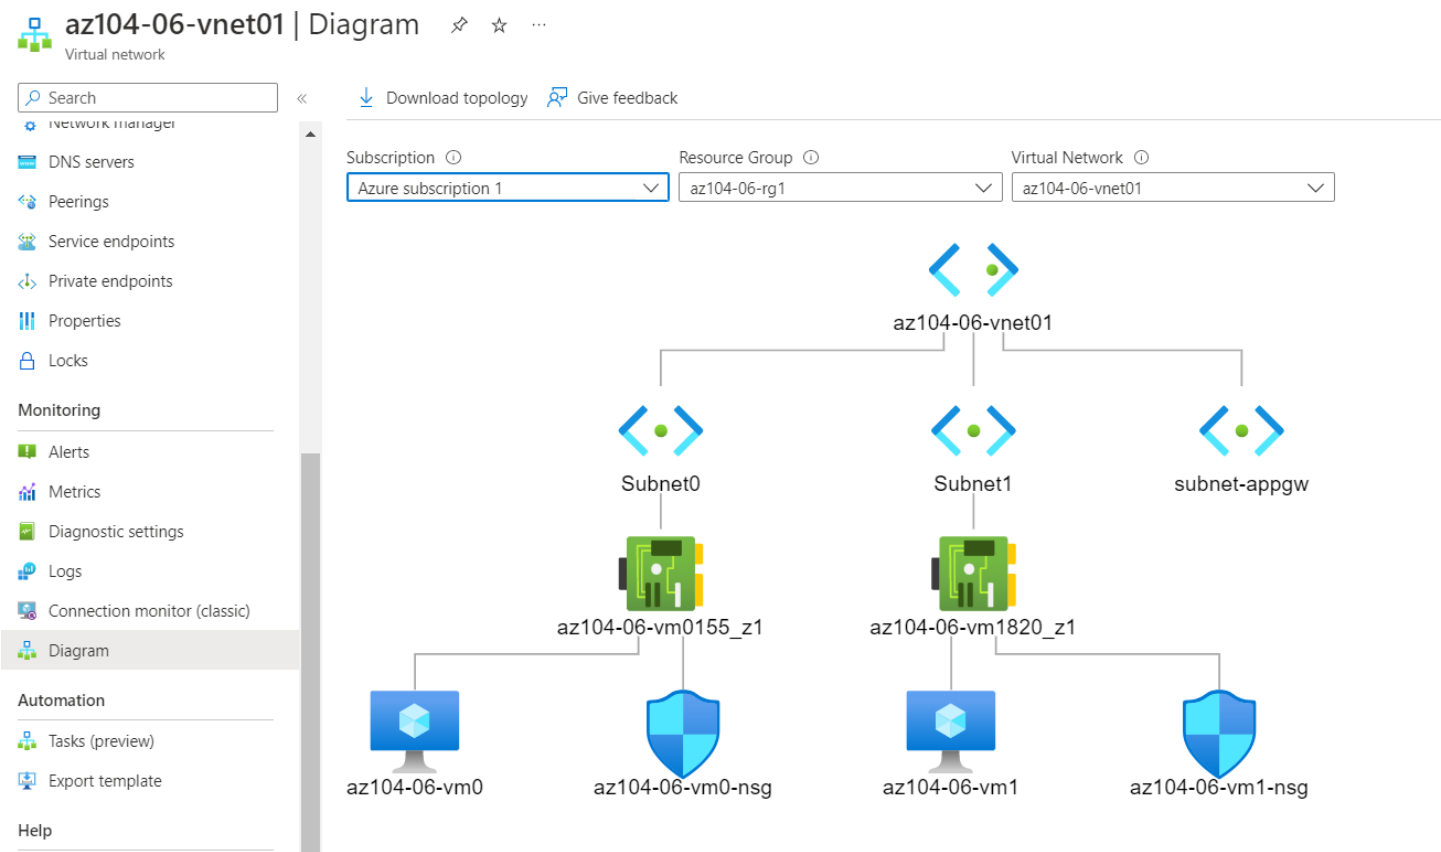 az104-06-vnet01 | Diagram
Virtual network
Search
Network manager
DNS servers
Peerings
Service endpoints
Private endpoints
Properties
Locks
Monitoring
Alerts
Metrics
Diagnostic settings
Logs
Connection monitor (classic)
Diagram
Automation
Tasks (preview)
Export template
Help
Download topology
Give feedback
Subscription
Resource Group
Virtual Network
Azure subscription 1
az104-06-rg1
az104-06-vnet01
az104-06-vnet01
Subnet0
Subnet1
subnet-appgw
az104-06-vm0155_z1
az104-06-vm1820_z1
az104-06-vm0
az104-06-vm0-nsg
az104-06-vm1
az104-06-vm1-nsg